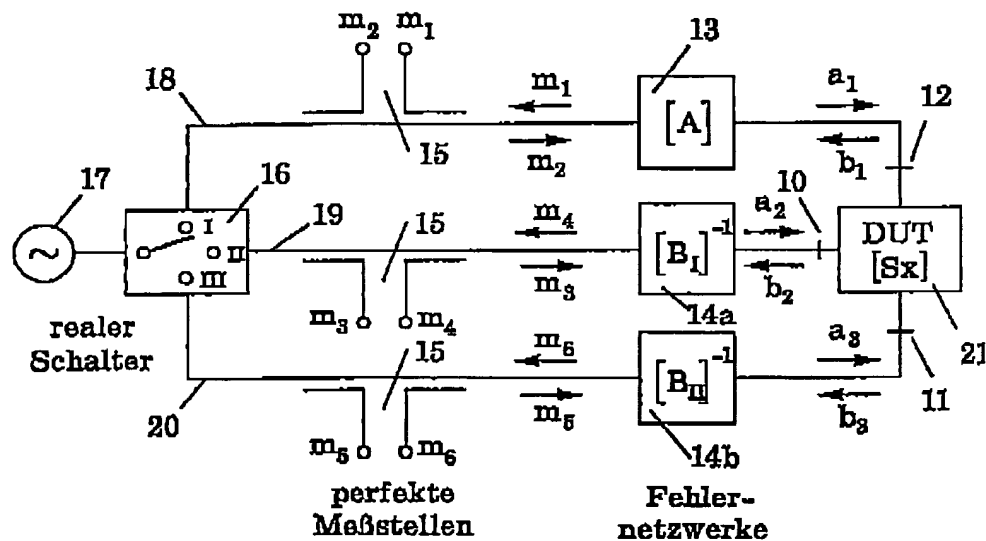 m₂ m₁
13
18
m₁
a₁
12
[A]
15
m₂
b₁
17
16
10
I
II
III
19
15
m₄
a₂
[B_I]⁻¹
DUT
[Sx]
m₃
b₂
realer
Schalter
m₃ m₄
14a
15
m₆
a₃
21
[B_II]⁻¹
20
m₅
b₃
11
m₅ m₆
14b
perfekte
Meßstellen
Fehler-
netzwerke